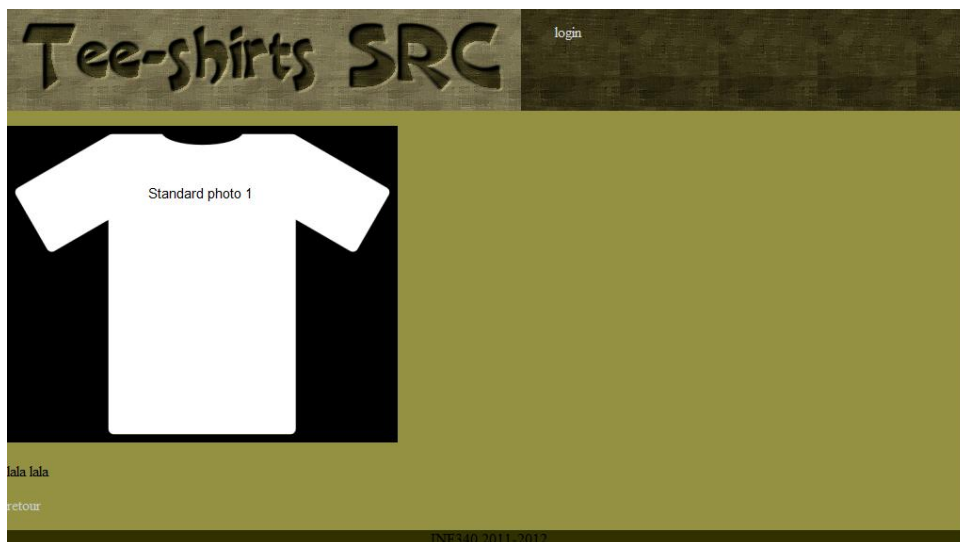 Tee-shirts SRC
login
Standard photo 1
lala lala
retour
INF340 2011-2012